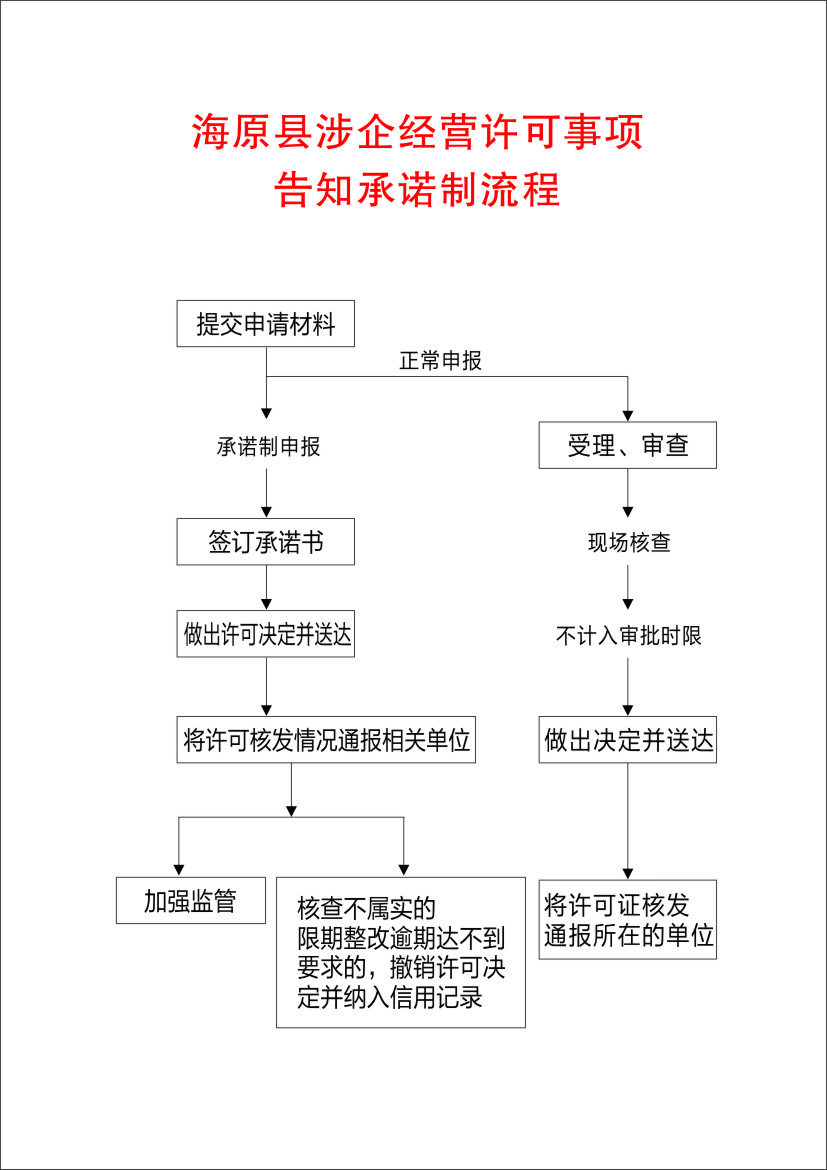 海原县涉企经营许可事项
告知承诺制流程
提交申请材料
正常申报
承诺制申报
受理、审查
签订承诺书
现场核查
做出许可决定并送达
不计入审批时限
将许可核发情况通报相关单位
做出决定并送达
加强监管
核查不属实的
限期整改逾期达不到
要求的，撤销许可决
定并纳入信用记录
将许可证核发
通报所在的单位